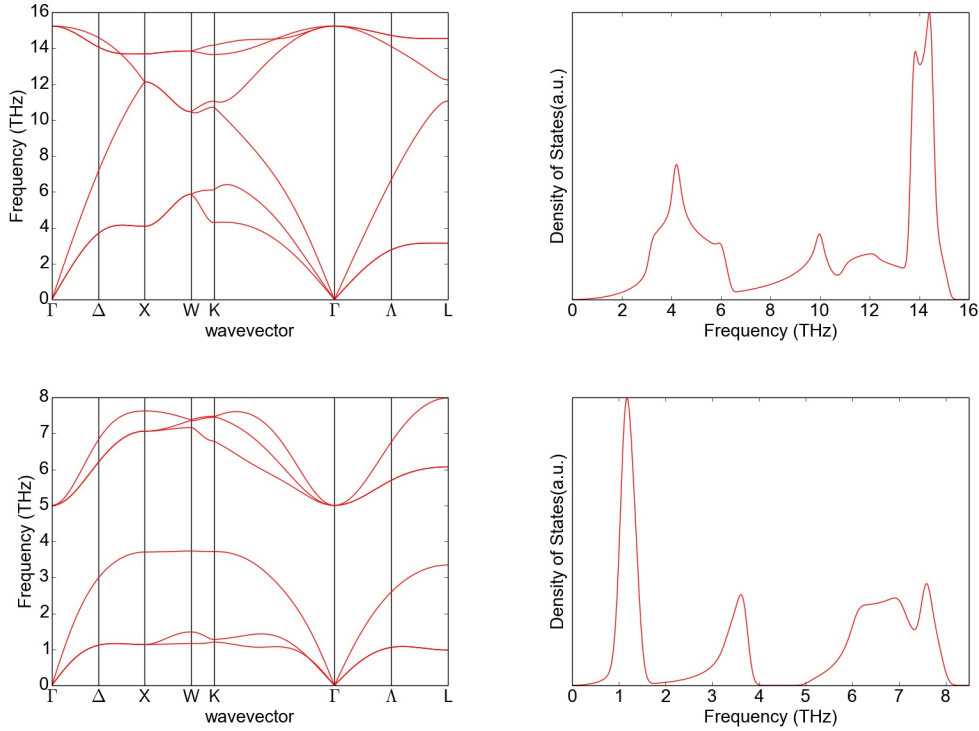 16
14
12
10
8
6
4
2
0
Frequency (THz)
Γ Δ X W K Γ Λ L
wavevector
Density of States(a.u.)
0 2 4 6 8 10 12 14 16
Frequency (THz)
8
7
6
5
4
3
2
1
0
Frequency (THz)
Γ Δ X W K Γ Λ L
wavevector
Density of States(a.u.)
0 1 2 3 4 5 6 7 8
Frequency (THz)